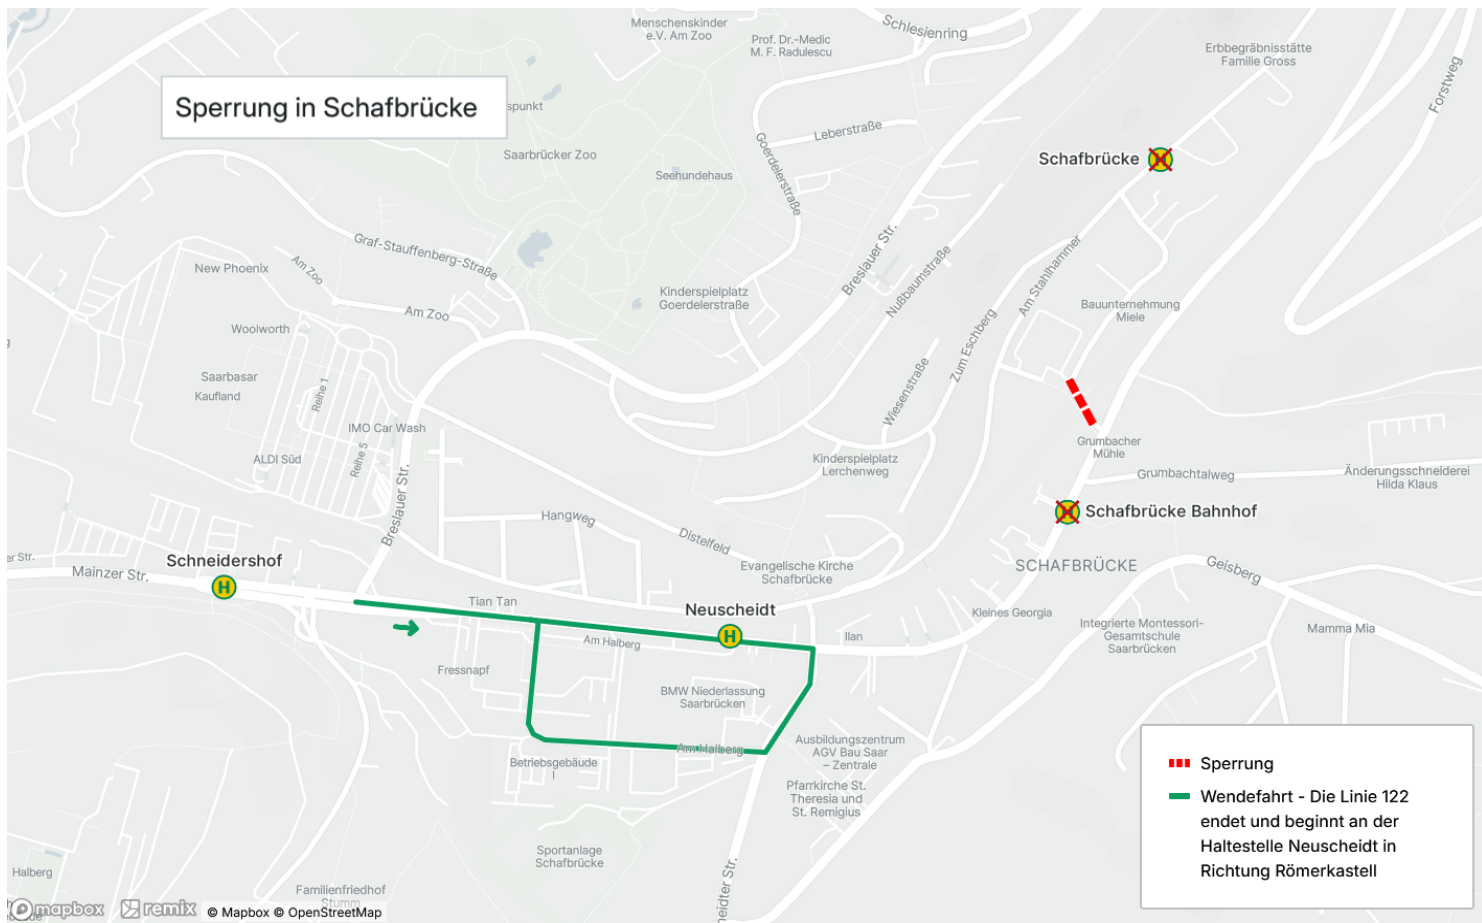 Menschenskinder
e.V. Am Zoo
Prof. Dr.-Medic
M. F. Radulescu
Schlesienring
Erbbegräbnisstätte
Familie Gross
Forstweg
Sperrung in Schafbrücke
spunkt
Saarbrücker Zoo
Seehundehaus
Goerdelerstraße
Leberstraße
Schafbrücke
H
Graf-Stauffenberg-Straße
New Phoenix
Am Zoo
Am Zoo
Kinderspielplatz
Goerdelerstraße
Breslauer Str.
Nußbaumstraße
Am Stahlhammer
Zum Eschberg
Bauunternehmung
Miele
Woolworth
Saarbasar
Kaufland
Reihe 1
Wiesenstraße
IMO Car Wash
ALDI Süd
Reihe 5
Breslauer Str.
Kinderspielplatz
Lerchenweg
Grumbacher
Mühle
Grumbachtalweg
Änderungsschneiderei
Hilda Klaus
Hangweg
Distelfeld
H
Schafbrücke Bahnhof
er Str.
Mainzer Str.
Schneidershof
H
Evangelische Kirche
Schafbrücke
SCHAFBRÜCKE
Geisberg
Tian Tan
Neuscheidt
H
Am Halberg
Ilan
Kleines Georgia
Integrierte Montessori-
Gesamtschule
Saarbrücken
Mamma Mia
Fressnapf
BMW Niederlassung
Saarbrücken
Am Halberg
Betriebsgebäude
I
Ausbildungszentrum
AGV Bau Saar
– Zentrale
Pfarrkirche St.
Theresia und
St. Remigius
Sportanlage
Schafbrücke
heidter Str.
Halberg
Familienfriedhof
Stumm
Sperrung
Wendefahrt - Die Linie 122
endet und beginnt an der
Haltestelle Neuscheidt in
Richtung Römerkastell
mapbox
remix
© Mapbox © OpenStreetMap